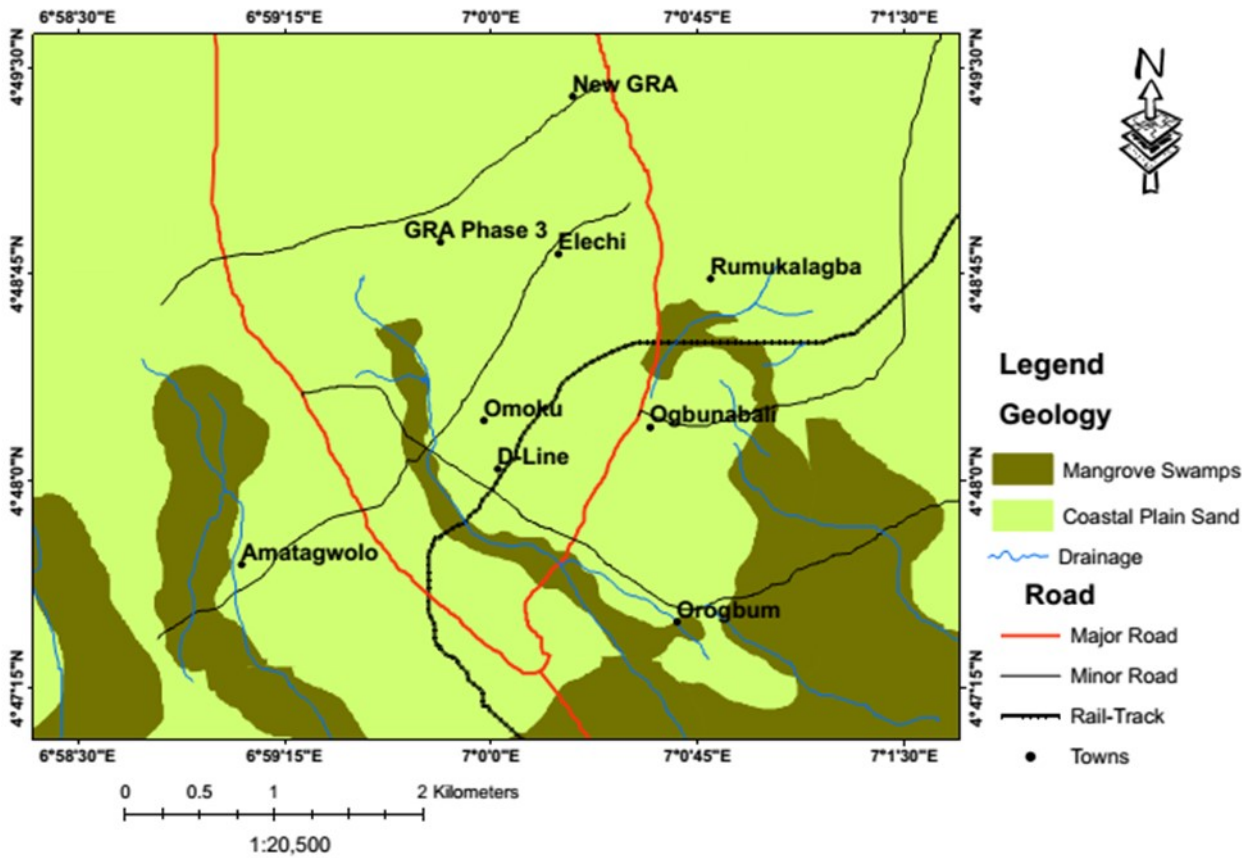 6°58'30"E 6°59'15"E 7°0'0"E 7°0'45"E 7°1'30"E
4°49'30"N 4°49'30"N
N
New GRA
GRA Phase 3
Elechi
4°48'45"N 4°48'45"N
Rumukalagba
Legend
Geology
Omoku
Ogbunabali
D-Line
Mangrove Swamps
4°48'0"N 4°48'0"N
Coastal Plain Sand
Amatagwolo
Drainage
Road
Orogbum
Major Road
Minor Road
4°47'15"N 4°47'15"N
Rail-Track
Towns
6°58'30"E 6°59'15"E 7°0'0"E 7°0'45"E 7°1'30"E
0 0.5 1 2 Kilometers
1:20,500